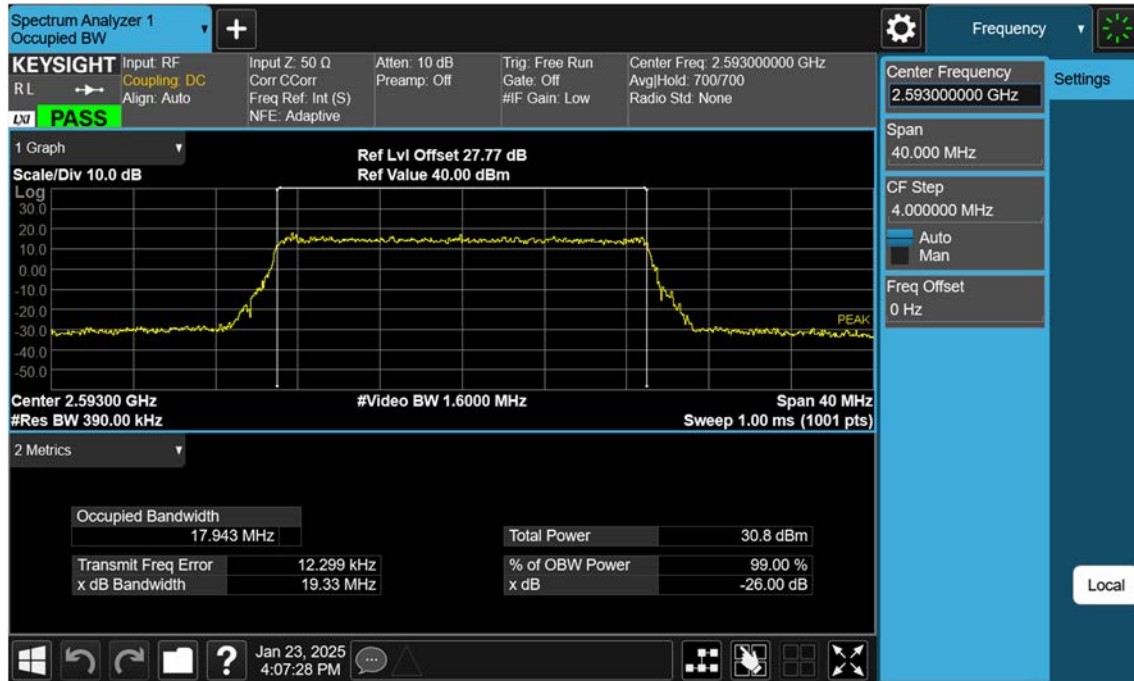 Spectrum Analyzer 1
Occupied BW
+
Frequency
KEYSIGHT
RL
LXI PASS
Input: RF
Coupling: DC
Align: Auto
Input Z: 50 Ω
Corr CCorr
Freq Ref: Int (S)
NFE: Adaptive
Atten: 10 dB
Preamp: Off
Trig: Free Run
Gate: Off
#IF Gain: Low
Center Freq: 2.593000000 GHz
Avg|Hold: 700/700
Radio Std: None
Center Frequency
2.593000000 GHz
Settings
Span
40.000 MHz
CF Step
4.000000 MHz
Auto
Man
Freq Offset
0 Hz
Local
1 Graph
Scale/Div 10.0 dB
Ref Lvl Offset 27.77 dB
Ref Value 40.00 dBm
Log
30.0
20.0
10.0
0.00
-10.0
-20.0
-30.0
-40.0
-50.0
PEAK
Center 2.59300 GHz
#Video BW 1.6000 MHz
Span 40 MHz
#Res BW 390.00 kHz
Sweep 1.00 ms (1001 pts)
2 Metrics
Occupied Bandwidth
17.943 MHz
Total Power 30.8 dBm
Transmit Freq Error 12.299 kHz
% of OBW Power 99.00 %
x dB Bandwidth 19.33 MHz
x dB -26.00 dB
?
Jan 23, 2025
4:07:28 PM